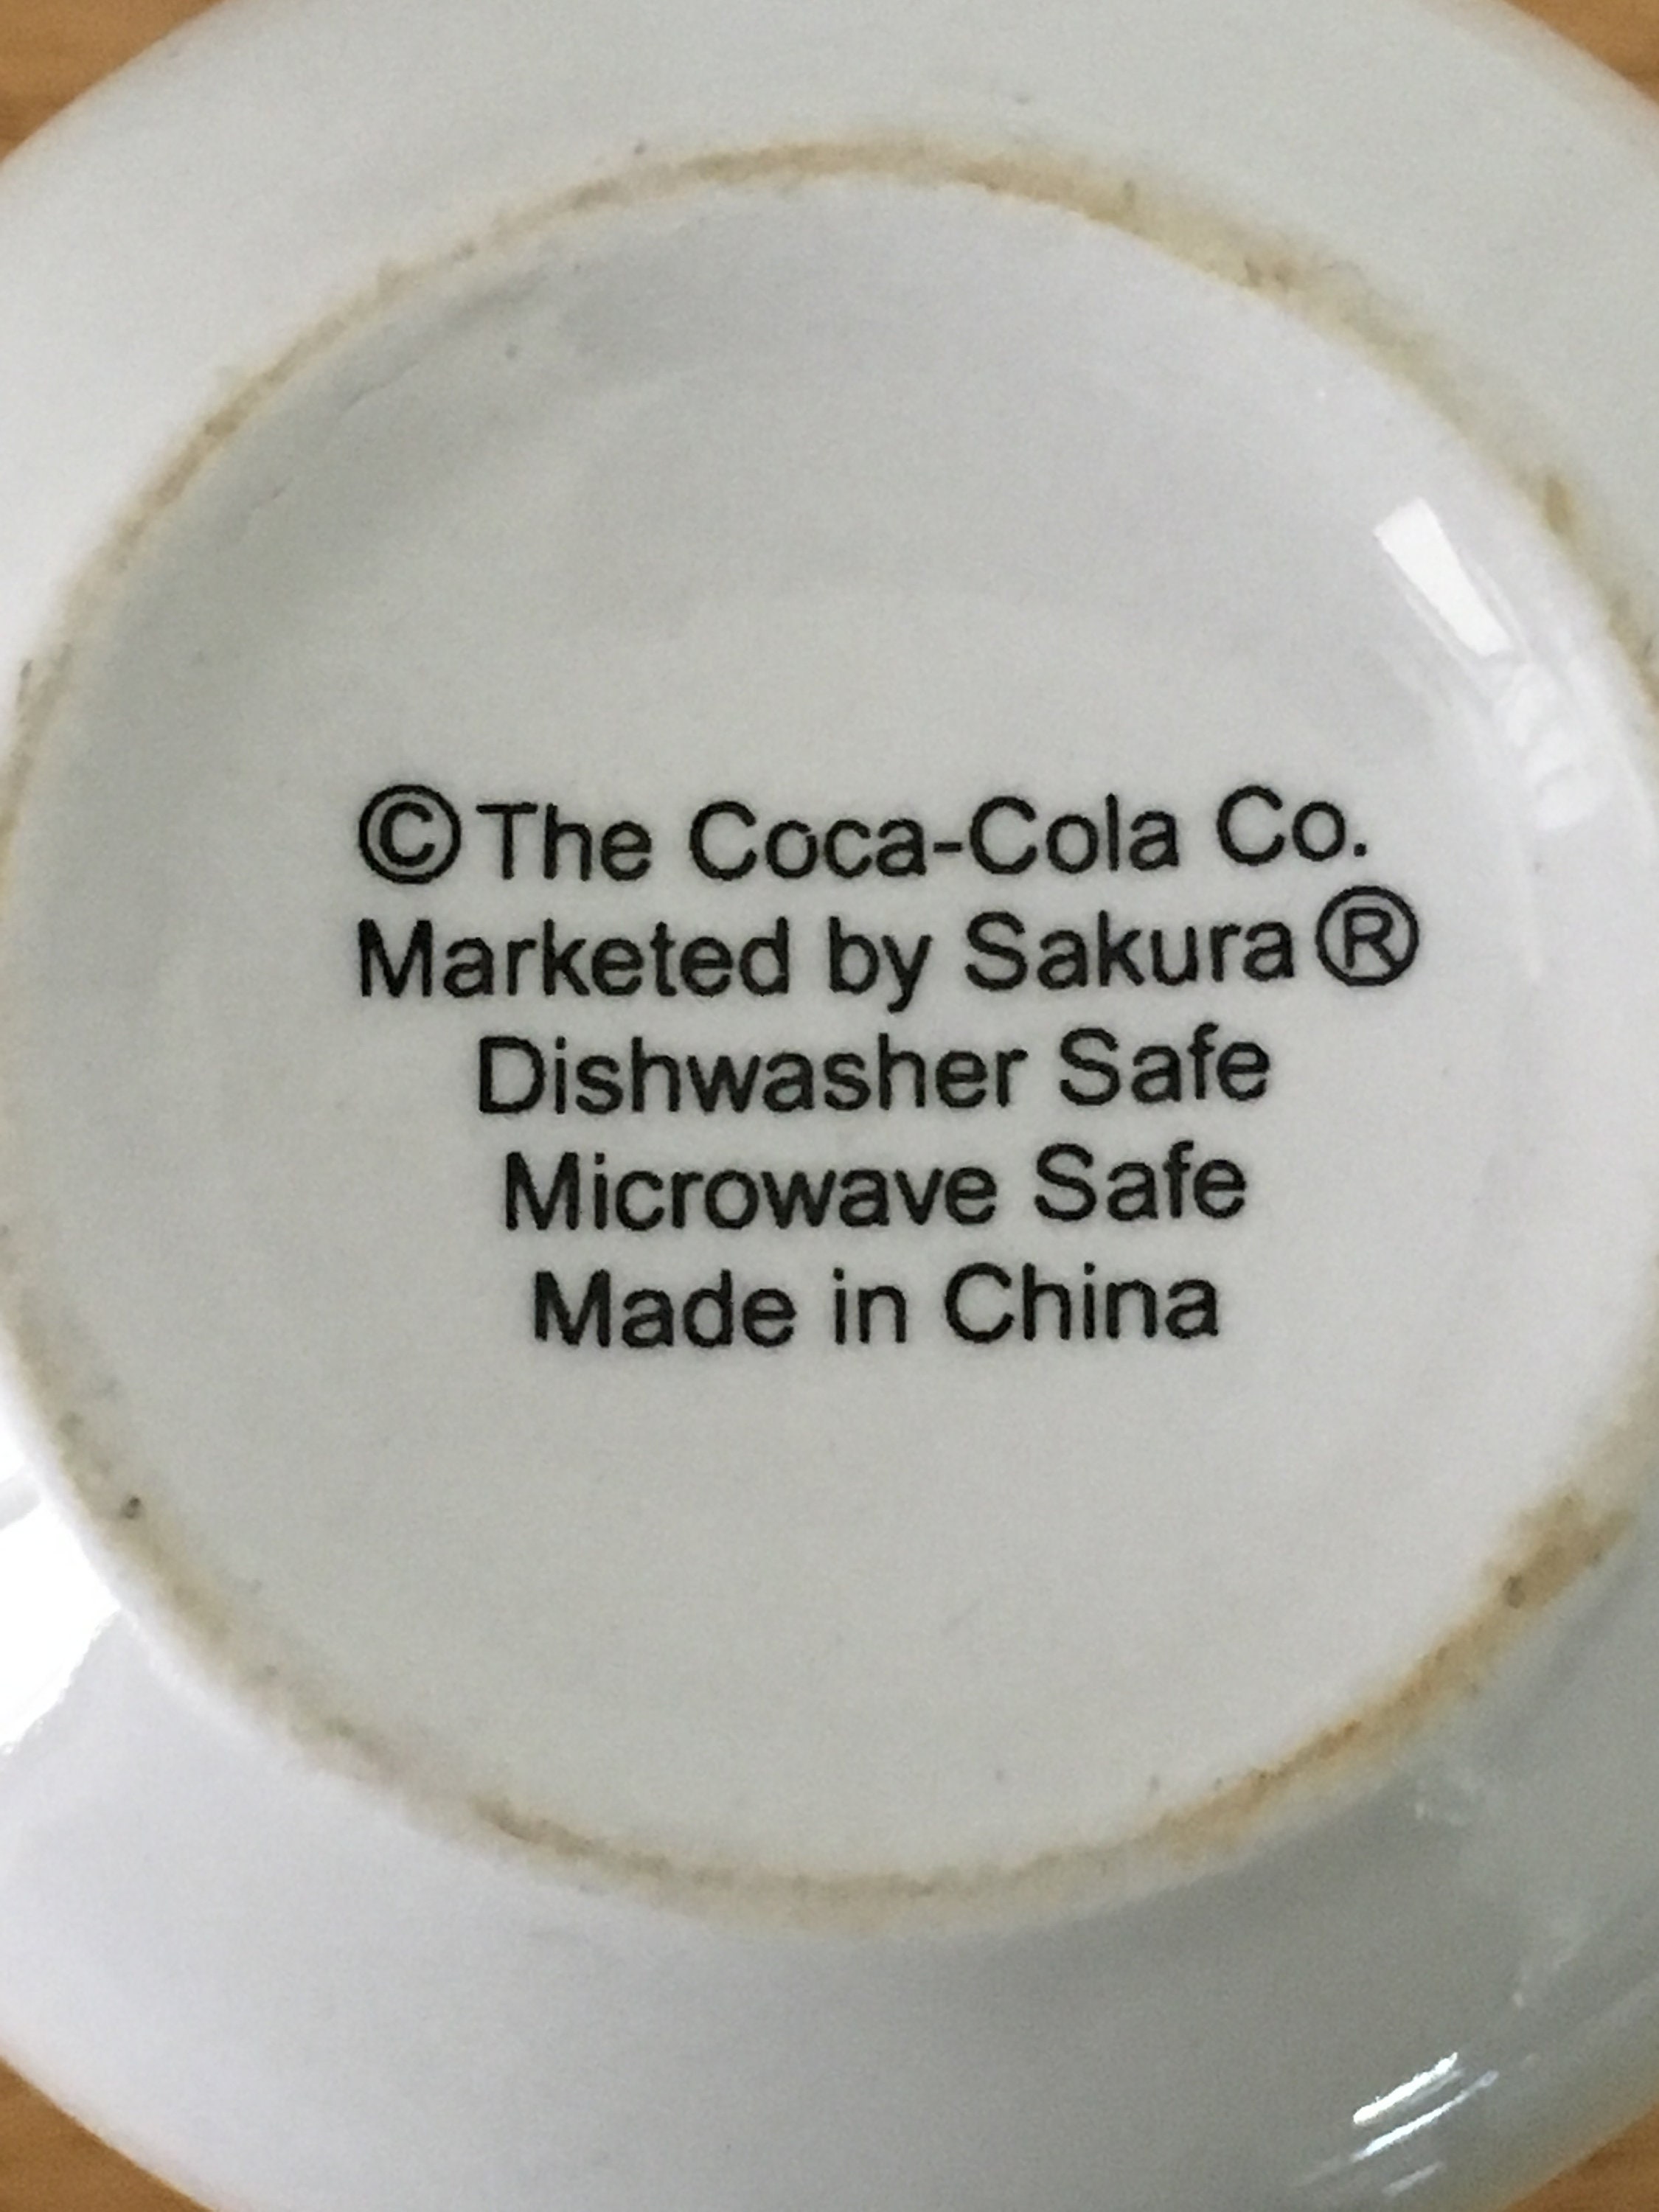 ©The Coca-Cola Co.
Marketed by Sakura®
Dishwasher Safe
Microwave Safe
Made in China